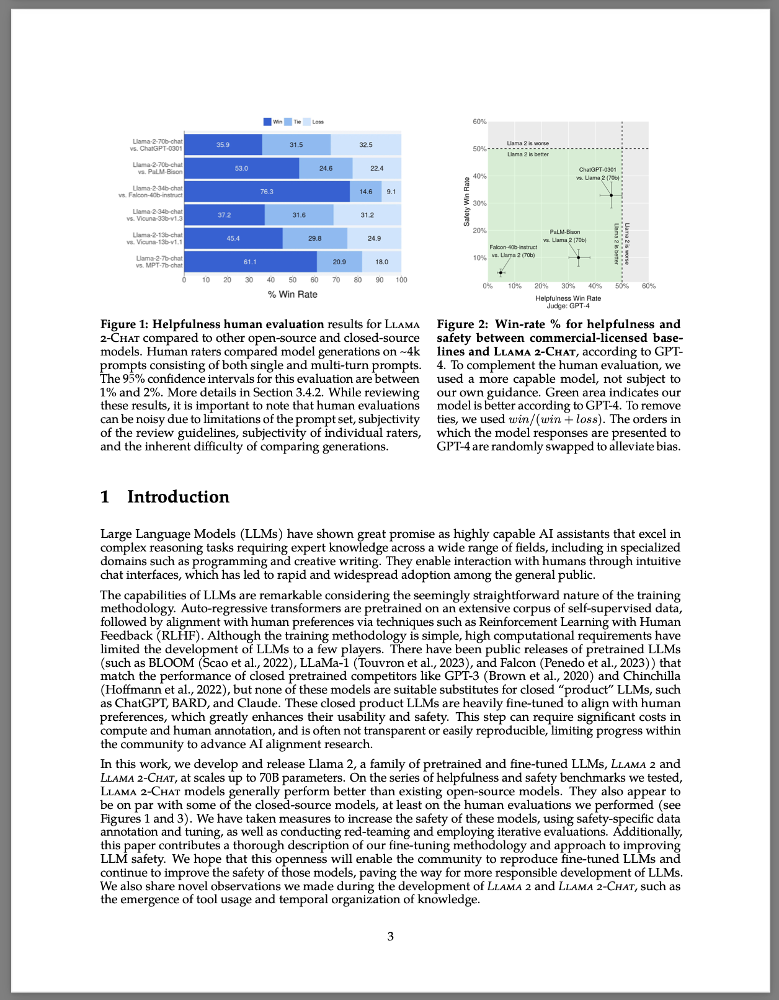 Win Tie Loss
Llama-2-70b-chat
vs. ChatGPT-0301
35.9 31.5 32.5
Llama-2-70b-chat
vs. PaLM-Bison
53.0 24.6 22.4
Llama-2-34b-chat
vs. Falcon-40b-instruct
76.3 14.6 9.1
Llama-2-34b-chat
vs. Vicuna-33b-v1.3
37.2 31.6 31.2
Llama-2-13b-chat
vs. Vicuna-13b-v1.1
45.4 29.8 24.9
Llama-2-7b-chat
vs. MPT-7b-chat
61.1 20.9 18.0
0 10 20 30 40 50 60 70 80 90 100
% Win Rate
60%
50%
40%
30%
20%
10%
Safety Win Rate
Llama 2 is worse
Llama 2 is better
ChatGPT-0301
vs. Llama 2 (70b)
PaLM-Bison
vs. Llama 2 (70b)
Falcon-40b-instruct
vs. Llama 2 (70b)
Llama 2 is better
Llama 2 is worse
0% 10% 20% 30% 40% 50% 60%
Helpfulness Win Rate
Judge: GPT-4
Figure 1: Helpfulness human evaluation results for LLAMA
2-CHAT compared to other open-source and closed-source
models. Human raters compared model generations on ~4k
prompts consisting of both single and multi-turn prompts.
The 95% confidence intervals for this evaluation are between
1% and 2%. More details in Section 3.4.2. While reviewing
these results, it is important to note that human evaluations
can be noisy due to limitations of the prompt set, subjectivity
of the review guidelines, subjectivity of individual raters,
and the inherent difficulty of comparing generations.
Figure 2: Win-rate % for helpfulness and
safety between commercial-licensed base-
lines and LLAMA 2-CHAT, according to GPT-
4. To complement the human evaluation, we
used a more capable model, not subject to
our own guidance. Green area indicates our
model is better according to GPT-4. To remove
ties, we used win/(win + loss). The orders in
which the model responses are presented to
GPT-4 are randomly swapped to alleviate bias.
1 Introduction
Large Language Models (LLMs) have shown great promise as highly capable AI assistants that excel in
complex reasoning tasks requiring expert knowledge across a wide range of fields, including in specialized
domains such as programming and creative writing. They enable interaction with humans through intuitive
chat interfaces, which has led to rapid and widespread adoption among the general public.
The capabilities of LLMs are remarkable considering the seemingly straightforward nature of the training
methodology. Auto-regressive transformers are pretrained on an extensive corpus of self-supervised data,
followed by alignment with human preferences via techniques such as Reinforcement Learning with Human
Feedback (RLHF). Although the training methodology is simple, high computational requirements have
limited the development of LLMs to a few players. There have been public releases of pretrained LLMs
(such as BLOOM (Scao et al., 2022), LLaMa-1 (Touvron et al., 2023), and Falcon (Penedo et al., 2023)) that
match the performance of closed pretrained competitors like GPT-3 (Brown et al., 2020) and Chinchilla
(Hoffmann et al., 2022), but none of these models are suitable substitutes for closed “product” LLMs, such
as ChatGPT, BARD, and Claude. These closed product LLMs are heavily fine-tuned to align with human
preferences, which greatly enhances their usability and safety. This step can require significant costs in
compute and human annotation, and is often not transparent or easily reproducible, limiting progress within
the community to advance AI alignment research.
In this work, we develop and release Llama 2, a family of pretrained and fine-tuned LLMs, LLAMA 2 and
LLAMA 2-CHAT, at scales up to 70B parameters. On the series of helpfulness and safety benchmarks we tested,
LLAMA 2-CHAT models generally perform better than existing open-source models. They also appear to
be on par with some of the closed-source models, at least on the human evaluations we performed (see
Figures 1 and 3). We have taken measures to increase the safety of these models, using safety-specific data
annotation and tuning, as well as conducting red-teaming and employing iterative evaluations. Additionally,
this paper contributes a thorough description of our fine-tuning methodology and approach to improving
LLM safety. We hope that this openness will enable the community to reproduce fine-tuned LLMs and
continue to improve the safety of those models, paving the way for more responsible development of LLMs.
We also share novel observations we made during the development of LLAMA 2 and LLAMA 2-CHAT, such as
the emergence of tool usage and temporal organization of knowledge.
3